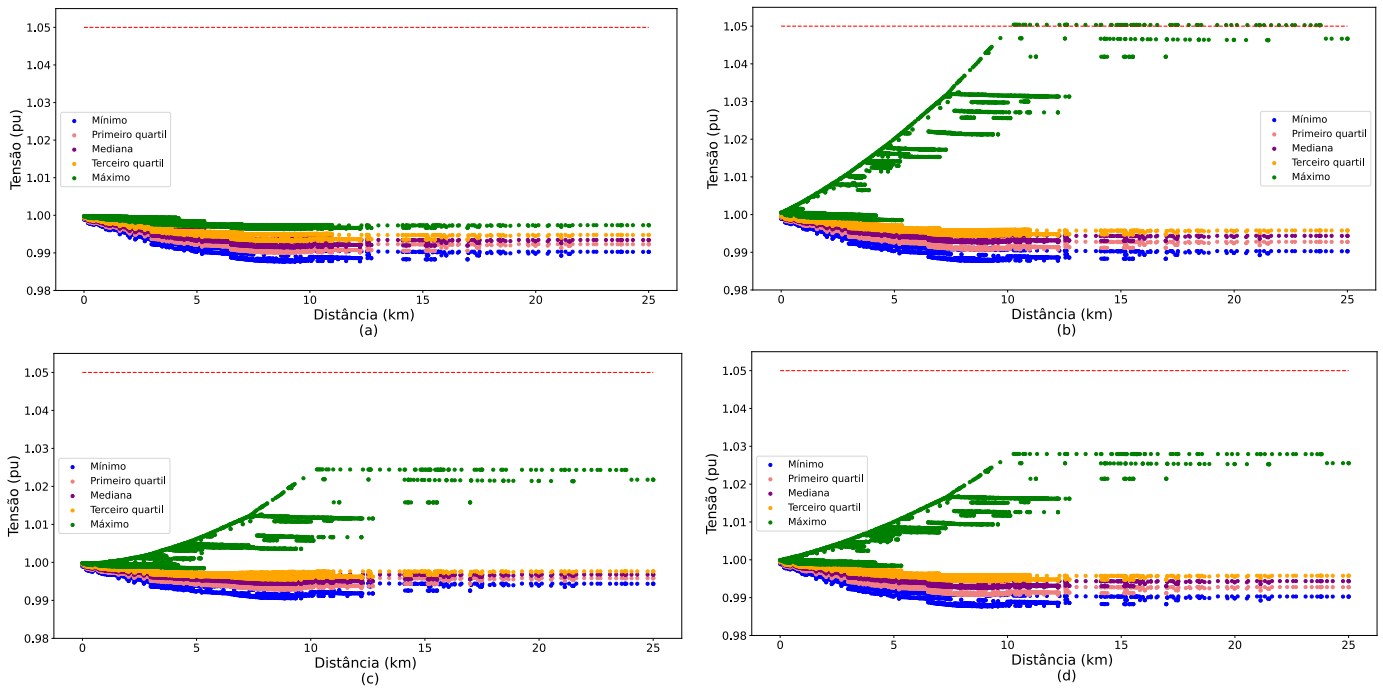 1.05
1.04
1.03
1.02
1.01
1.00
0.99
0.98
Tensão (pu)
Mínimo
Primeiro quartil
Mediana
Terceiro quartil
Máximo
0
5
10
15
20
25
Distância (km)
(a)
1.05
1.04
1.03
1.02
1.01
1.00
0.99
0.98
Tensão (pu)
Mínimo
Primeiro quartil
Mediana
Terceiro quartil
Máximo
0
5
10
15
20
25
Distância (km)
(b)
1.05
1.04
1.03
1.02
1.01
1.00
0.99
0.98
Tensão (pu)
Mínimo
Primeiro quartil
Mediana
Terceiro quartil
Máximo
0
5
10
15
20
25
Distância (km)
(c)
1.05
1.04
1.03
1.02
1.01
1.00
0.99
0.98
Tensão (pu)
Mínimo
Primeiro quartil
Mediana
Terceiro quartil
Máximo
0
5
10
15
20
25
Distância (km)
(d)